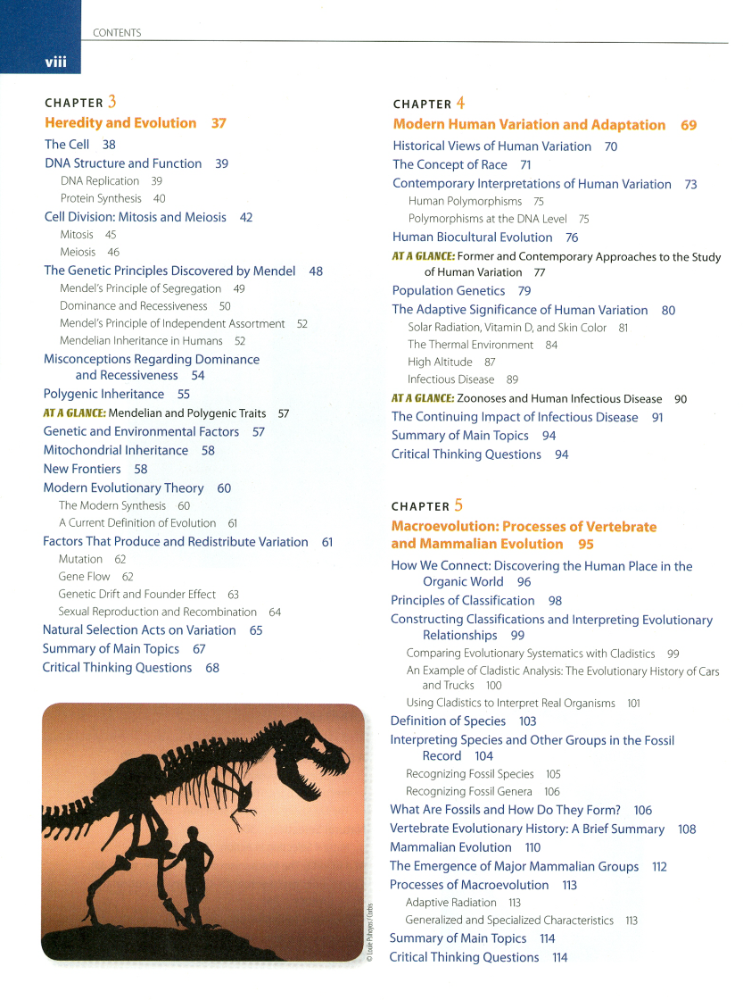 CONTENTS
viii
CHAPTER 3
Heredity and Evolution 37
The Cell 38
DNA Structure and Function 39
DNA Replication 39
Protein Synthesis 40
Cell Division: Mitosis and Meiosis 42
Mitosis 45
Meiosis 46
The Genetic Principles Discovered by Mendel 48
Mendel's Principle of Segregation 49
Dominance and Recessiveness 50
Mendel's Principle of Independent Assortment 52
Mendelian Inheritance in Humans 52
Misconceptions Regarding Dominance
and Recessiveness 54
Polygenic Inheritance 55
AT A GLANCE: Mendelian and Polygenic Traits 57
Genetic and Environmental Factors 57
Mitochondrial Inheritance 58
New Frontiers 58
Modern Evolutionary Theory 60
The Modern Synthesis 60
A Current Definition of Evolution 61
Factors That Produce and Redistribute Variation 61
Mutation 62
Gene Flow 62
Genetic Drift and Founder Effect 63
Sexual Reproduction and Recombination 64
Natural Selection Acts on Variation 65
Summary of Main Topics 67
Critical Thinking Questions 68
© Louie Psihoyos / Corbis
CHAPTER 4
Modern Human Variation and Adaptation 69
Historical Views of Human Variation 70
The Concept of Race 71
Contemporary Interpretations of Human Variation 73
Human Polymorphisms 75
Polymorphisms at the DNA Level 75
Human Biocultural Evolution 76
AT A GLANCE: Former and Contemporary Approaches to the Study
of Human Variation 77
Population Genetics 79
The Adaptive Significance of Human Variation 80
Solar Radiation, Vitamin D, and Skin Color 81
The Thermal Environment 84
High Altitude 87
Infectious Disease 89
AT A GLANCE: Zoonoses and Human Infectious Disease 90
The Continuing Impact of Infectious Disease 91
Summary of Main Topics 94
Critical Thinking Questions 94
CHAPTER 5
Macroevolution: Processes of Vertebrate
and Mammalian Evolution 95
How We Connect: Discovering the Human Place in the
Organic World 96
Principles of Classification 98
Constructing Classifications and Interpreting Evolutionary
Relationships 99
Comparing Evolutionary Systematics with Cladistics 99
An Example of Cladistic Analysis: The Evolutionary History of Cars
and Trucks 100
Using Cladistics to Interpret Real Organisms 101
Definition of Species 103
Interpreting Species and Other Groups in the Fossil
Record 104
Recognizing Fossil Species 105
Recognizing Fossil Genera 106
What Are Fossils and How Do They Form? 106
Vertebrate Evolutionary History: A Brief Summary 108
Mammalian Evolution 110
The Emergence of Major Mammalian Groups 112
Processes of Macroevolution 113
Adaptive Radiation 113
Generalized and Specialized Characteristics 113
Summary of Main Topics 114
Critical Thinking Questions 114